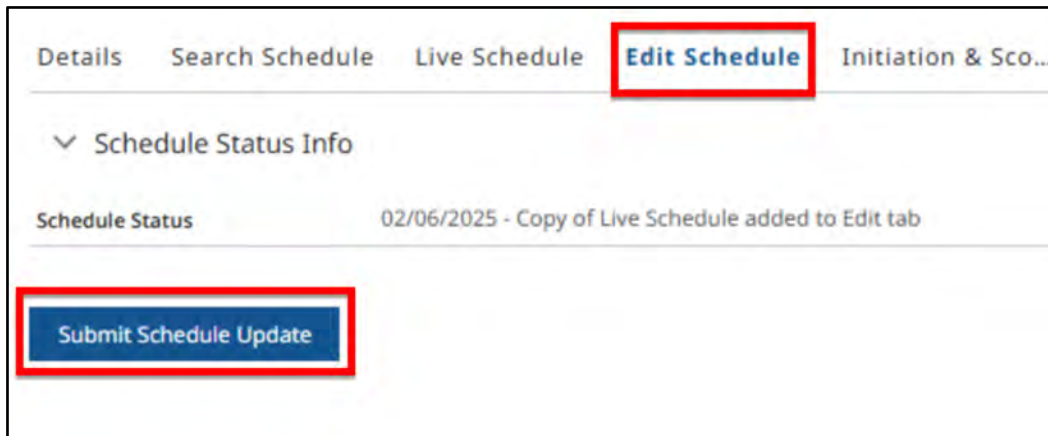 Details Search Schedule Live Schedule Edit Schedule Initiation & Sco...
Schedule Status Info
Schedule Status 02/06/2025 - Copy of Live Schedule added to Edit tab
Submit Schedule Update